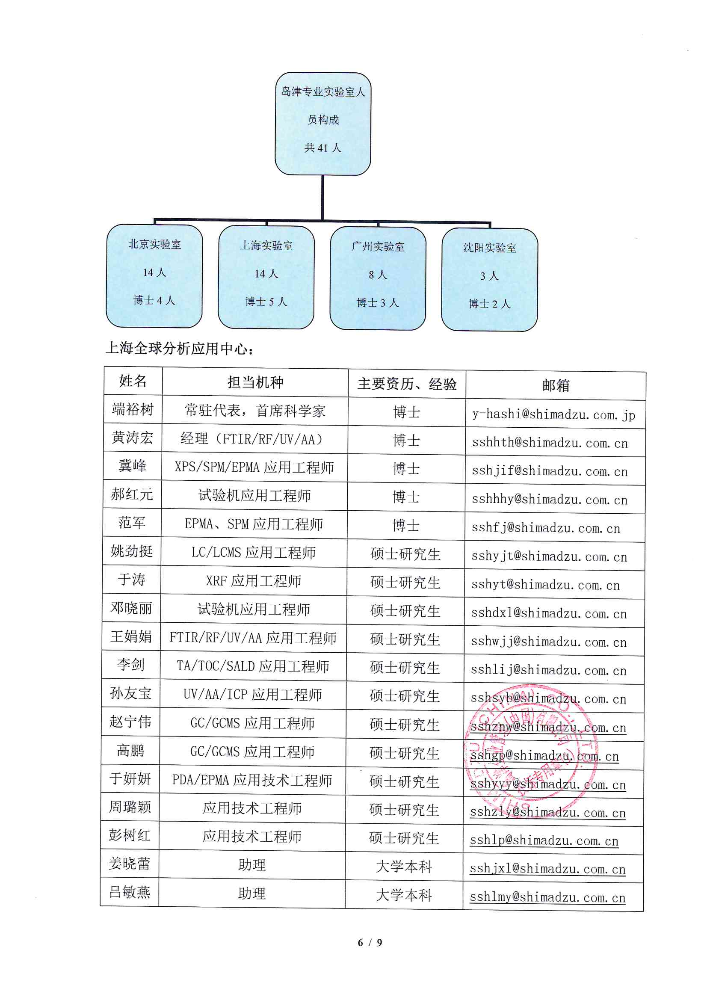 岛津专业实验室人
员构成
共 41 人
北京实验室
14 人
博士 4 人
上海实验室
14 人
博士 5 人
广州实验室
8 人
博士 3 人
沈阳实验室
3 人
博士 2 人
上海全球分析应用中心：
姓名 担当机种 主要资历、经验 邮箱
端裕树 常驻代表，首席科学家 博士 y-hashi@shimadzu.com.jp
黄涛宏 经理（FTIR/RF/UV/AA） 博士 sshhth@shimadzu.com.cn
龚峰 XPS/SPM/EPMA 应用工程师 博士 sshjif@shimadzu.com.cn
郝红元 试验机应用工程师 博士 sshhhy@shimadzu.com.cn
范军 EPMA、SPM 应用工程师 博士 sshfj@shimadzu.com.cn
姚劲挺 LC/LCMS 应用工程师 硕士研究生 sshyjt@shimadzu.com.cn
于涛 XRF 应用工程师 硕士研究生 sshyt@shimadzu.com.cn
邓晓丽 试验机应用工程师 硕士研究生 sshdxl@shimadzu.com.cn
王娟娟 FTIR/RF/UV/AA 应用工程师 硕士研究生 sshwjj@shimadzu.com.cn
李剑 TA/TOC/SALD 应用工程师 硕士研究生 sshlij@shimadzu.com.cn
孙友宝 UV/AA/ICP 应用工程师 硕士研究生 sshsyb@shimadzu.com.cn
赵宁伟 GC/GCMS 应用工程师 硕士研究生 sshznw@shimadzu.com.cn
高鹏 GC/GCMS 应用工程师 硕士研究生 sshgp@shimadzu.com.cn
于妍妍 PDA/EPMA 应用技术工程师 硕士研究生 sshyyy@shimadzu.com.cn
周璐颖 应用技术工程师 硕士研究生 sshzly@shimadzu.com.cn
彭树红 应用技术工程师 硕士研究生 sshlp@shimadzu.com.cn
姜晓蕾 助理 大学本科 sshjxl@shimadzu.com.cn
吕敏燕 助理 大学本科 sshlmy@shimadzu.com.cn
SHIMADZU (CHINA) CO., LTD.
6 / 9